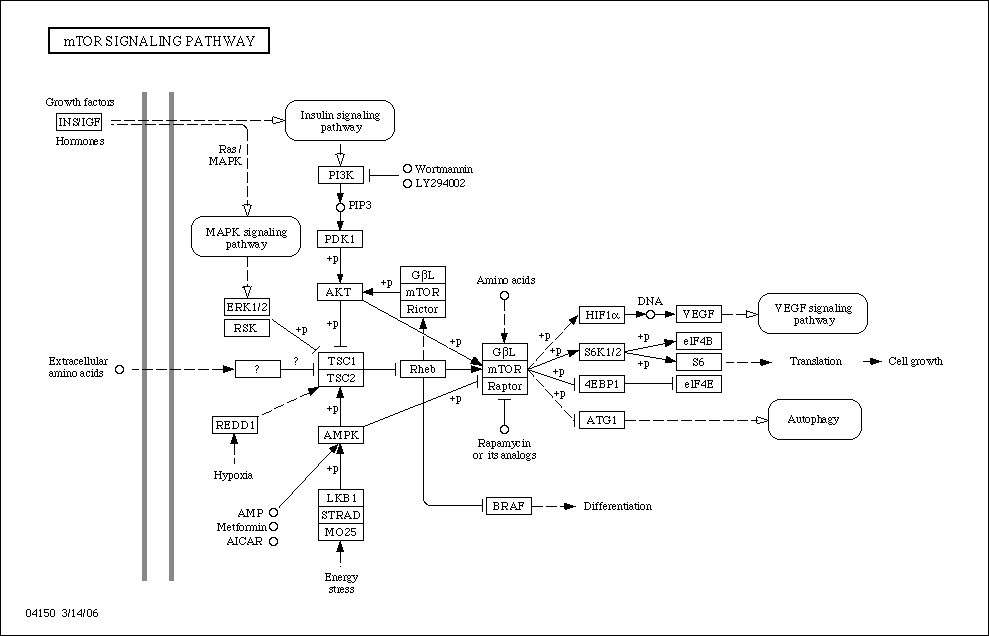 mTOR SIGNALING PATHWAY
Growth factors
INS/IGF
Hormones
Insulin signaling
pathway
Ras /
MAPK
PI3K
Wortmannin
LY294002
PIP3
MAPK signaling
pathway
PDK1
+p
AKT
+p
GβL
mTOR
Rictor
Amino acids
ERK1/2
RSK
+p
+p
+p
HIF1α
DNA
VEGF
VEGF signaling
pathway
Extracellular
amino acids
?
?
TSC1
TSC2
Rheb
GβL
mTOR
Raptor
+p
+p
+p
+p
S6K1/2
+p
+p
eIF4B
S6
Translation
Cell growth
4EBP1
eIF4E
ATG1
Autophagy
REDD1
Hypoxia
+p
AMPK
+p
Rapamycin
or its analogs
+p
AMP
Metformin
AICAR
LKB1
STRAD
MO25
Energy
stress
BRAF
Differentiation
04150 3/14/06